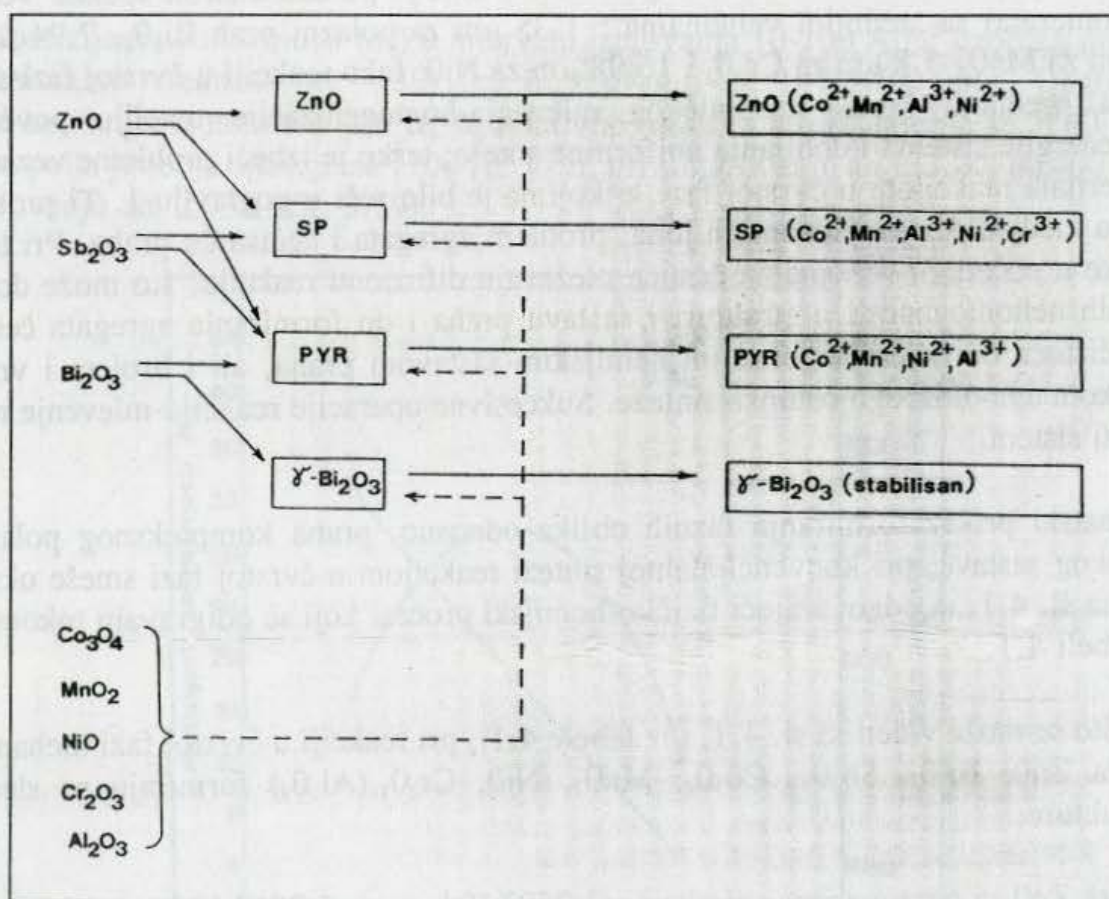 ZnO
Sb₂O₃
Bi₂O₃
Co₃O₄
MnO₂
NiO
Cr₂O₃
Al₂O₃
ZnO
SP
PYR
γ-Bi₂O₃
ZnO (Co²⁺,Mn²⁺,Al³⁺,Ni²⁺)
SP (Co²⁺,Mn²⁺,Al³⁺,Ni²⁺,Cr³⁺)
PYR (Co²⁺,Mn²⁺,Ni²⁺,Al³⁺)
γ-Bi₂O₃ (stabilisan)